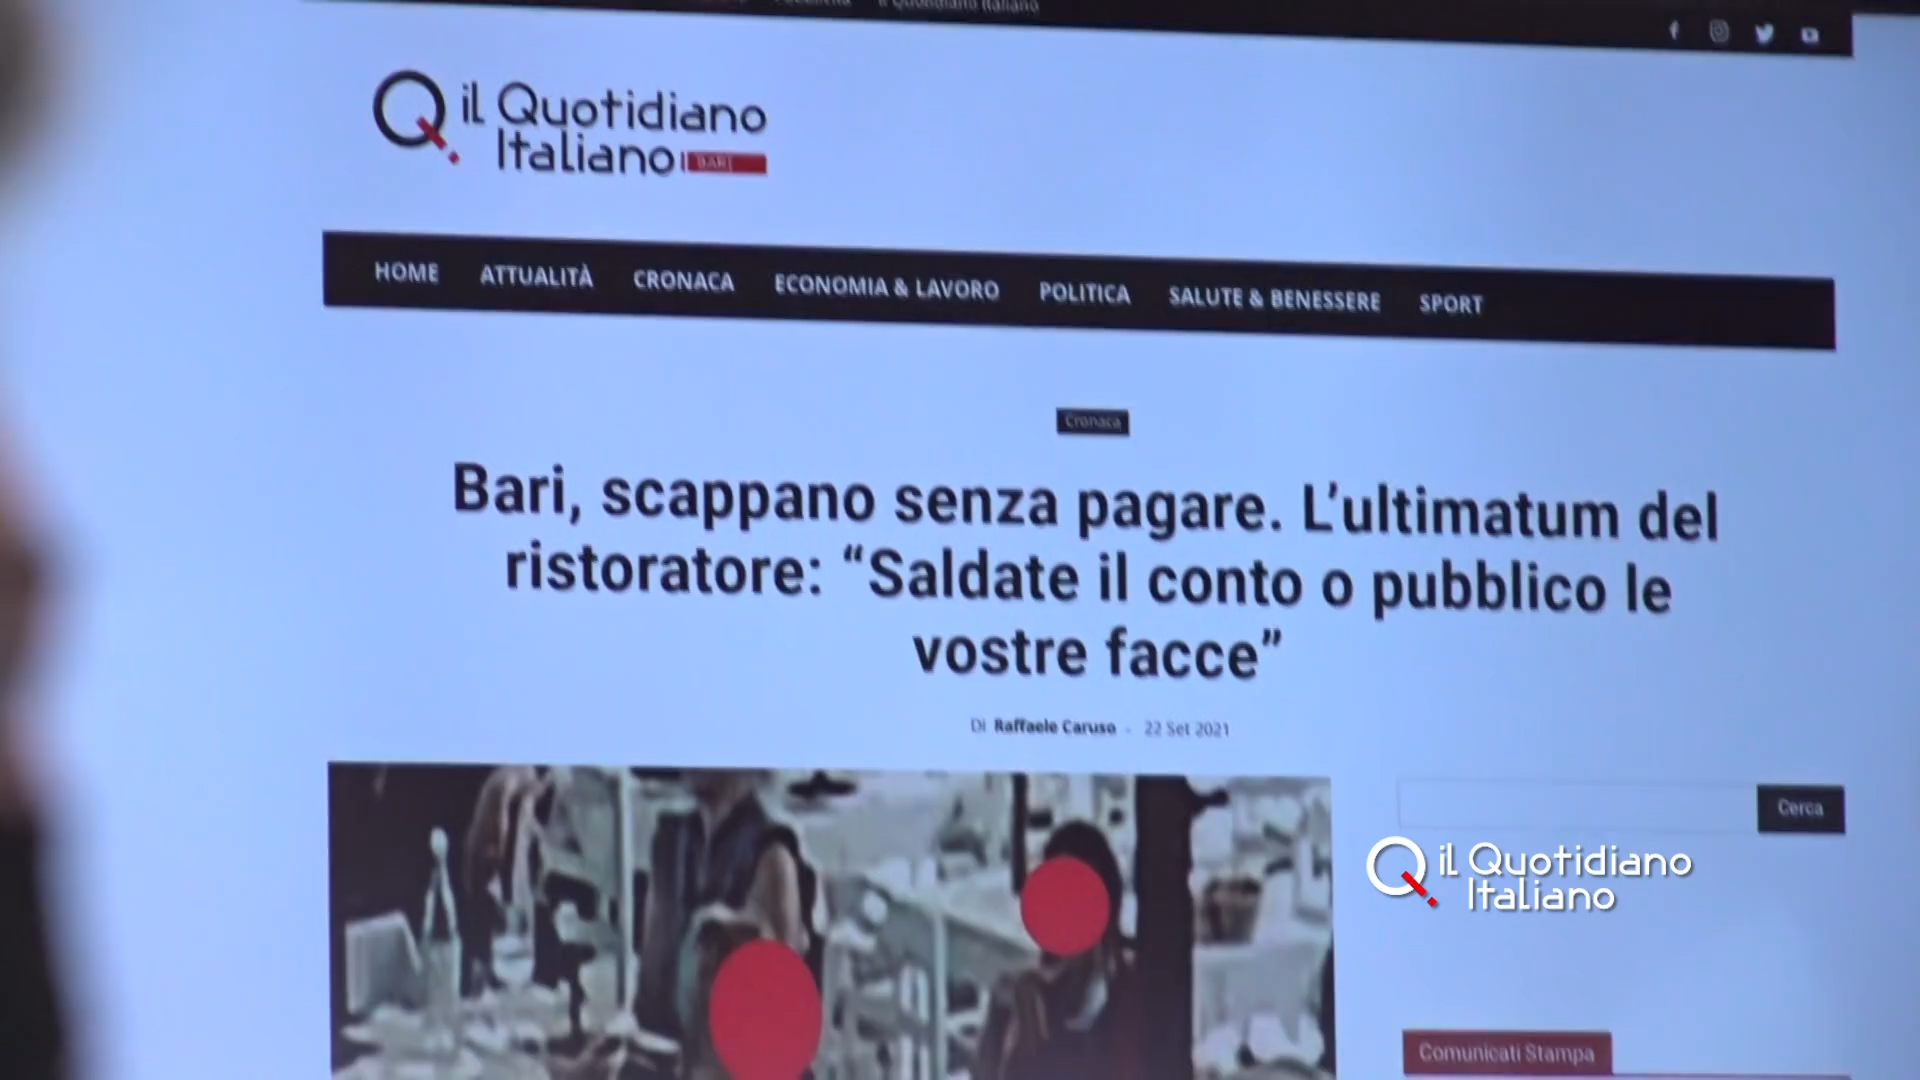 il Quotidiano
Italiano BARI
HOME ATTUALITÀ CRONACA ECONOMIA & LAVORO POLITICA SALUTE & BENESSERE SPORT
Cronaca
Bari, scappano senza pagare. L’ultimatum del
ristoratore: “Saldate il conto o pubblico le
vostre facce”
Di Raffaele Caruso - 22 Set 2021
Cerca
il Quotidiano
Italiano
Comunicati Stampa